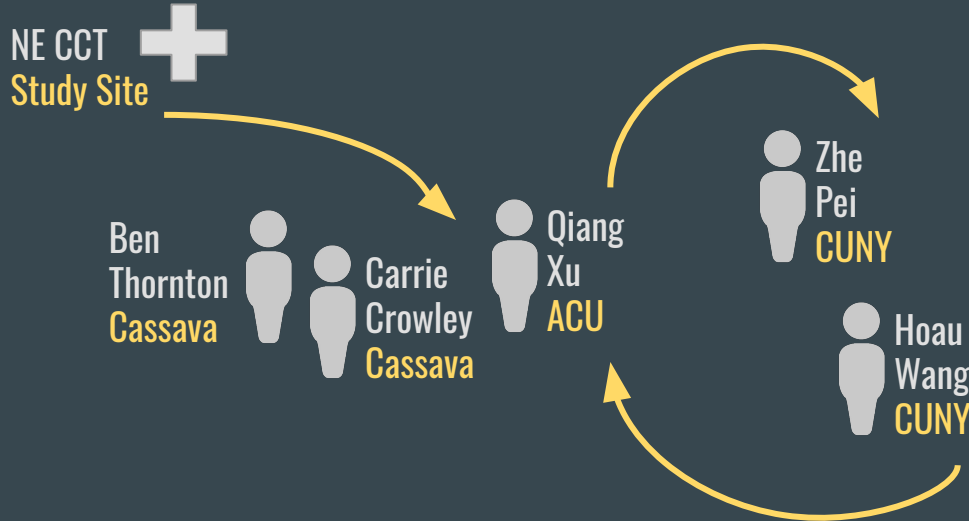 NE CCT
Study Site
Ben
Thornton
Cassava
Carrie
Crowley
Cassava
Qiang
Xu
ACU
Zhe
Pei
CUNY
Hoau
Wang
CUNY